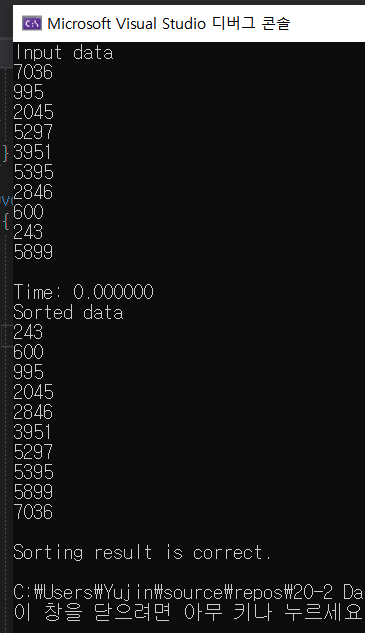 Microsoft Visual Studio 디버그 콘솔
Input data
7036
995
2045
5297
3951
5395
2846
600
243
5899
Time: 0.000000
Sorted data
243
600
995
2045
2846
3951
5297
5395
5899
7036
Sorting result is correct.
C:₩Users₩Yujin₩source₩repos₩20-2 Da
이 창을 닫으려면 아무 키나 누르세요